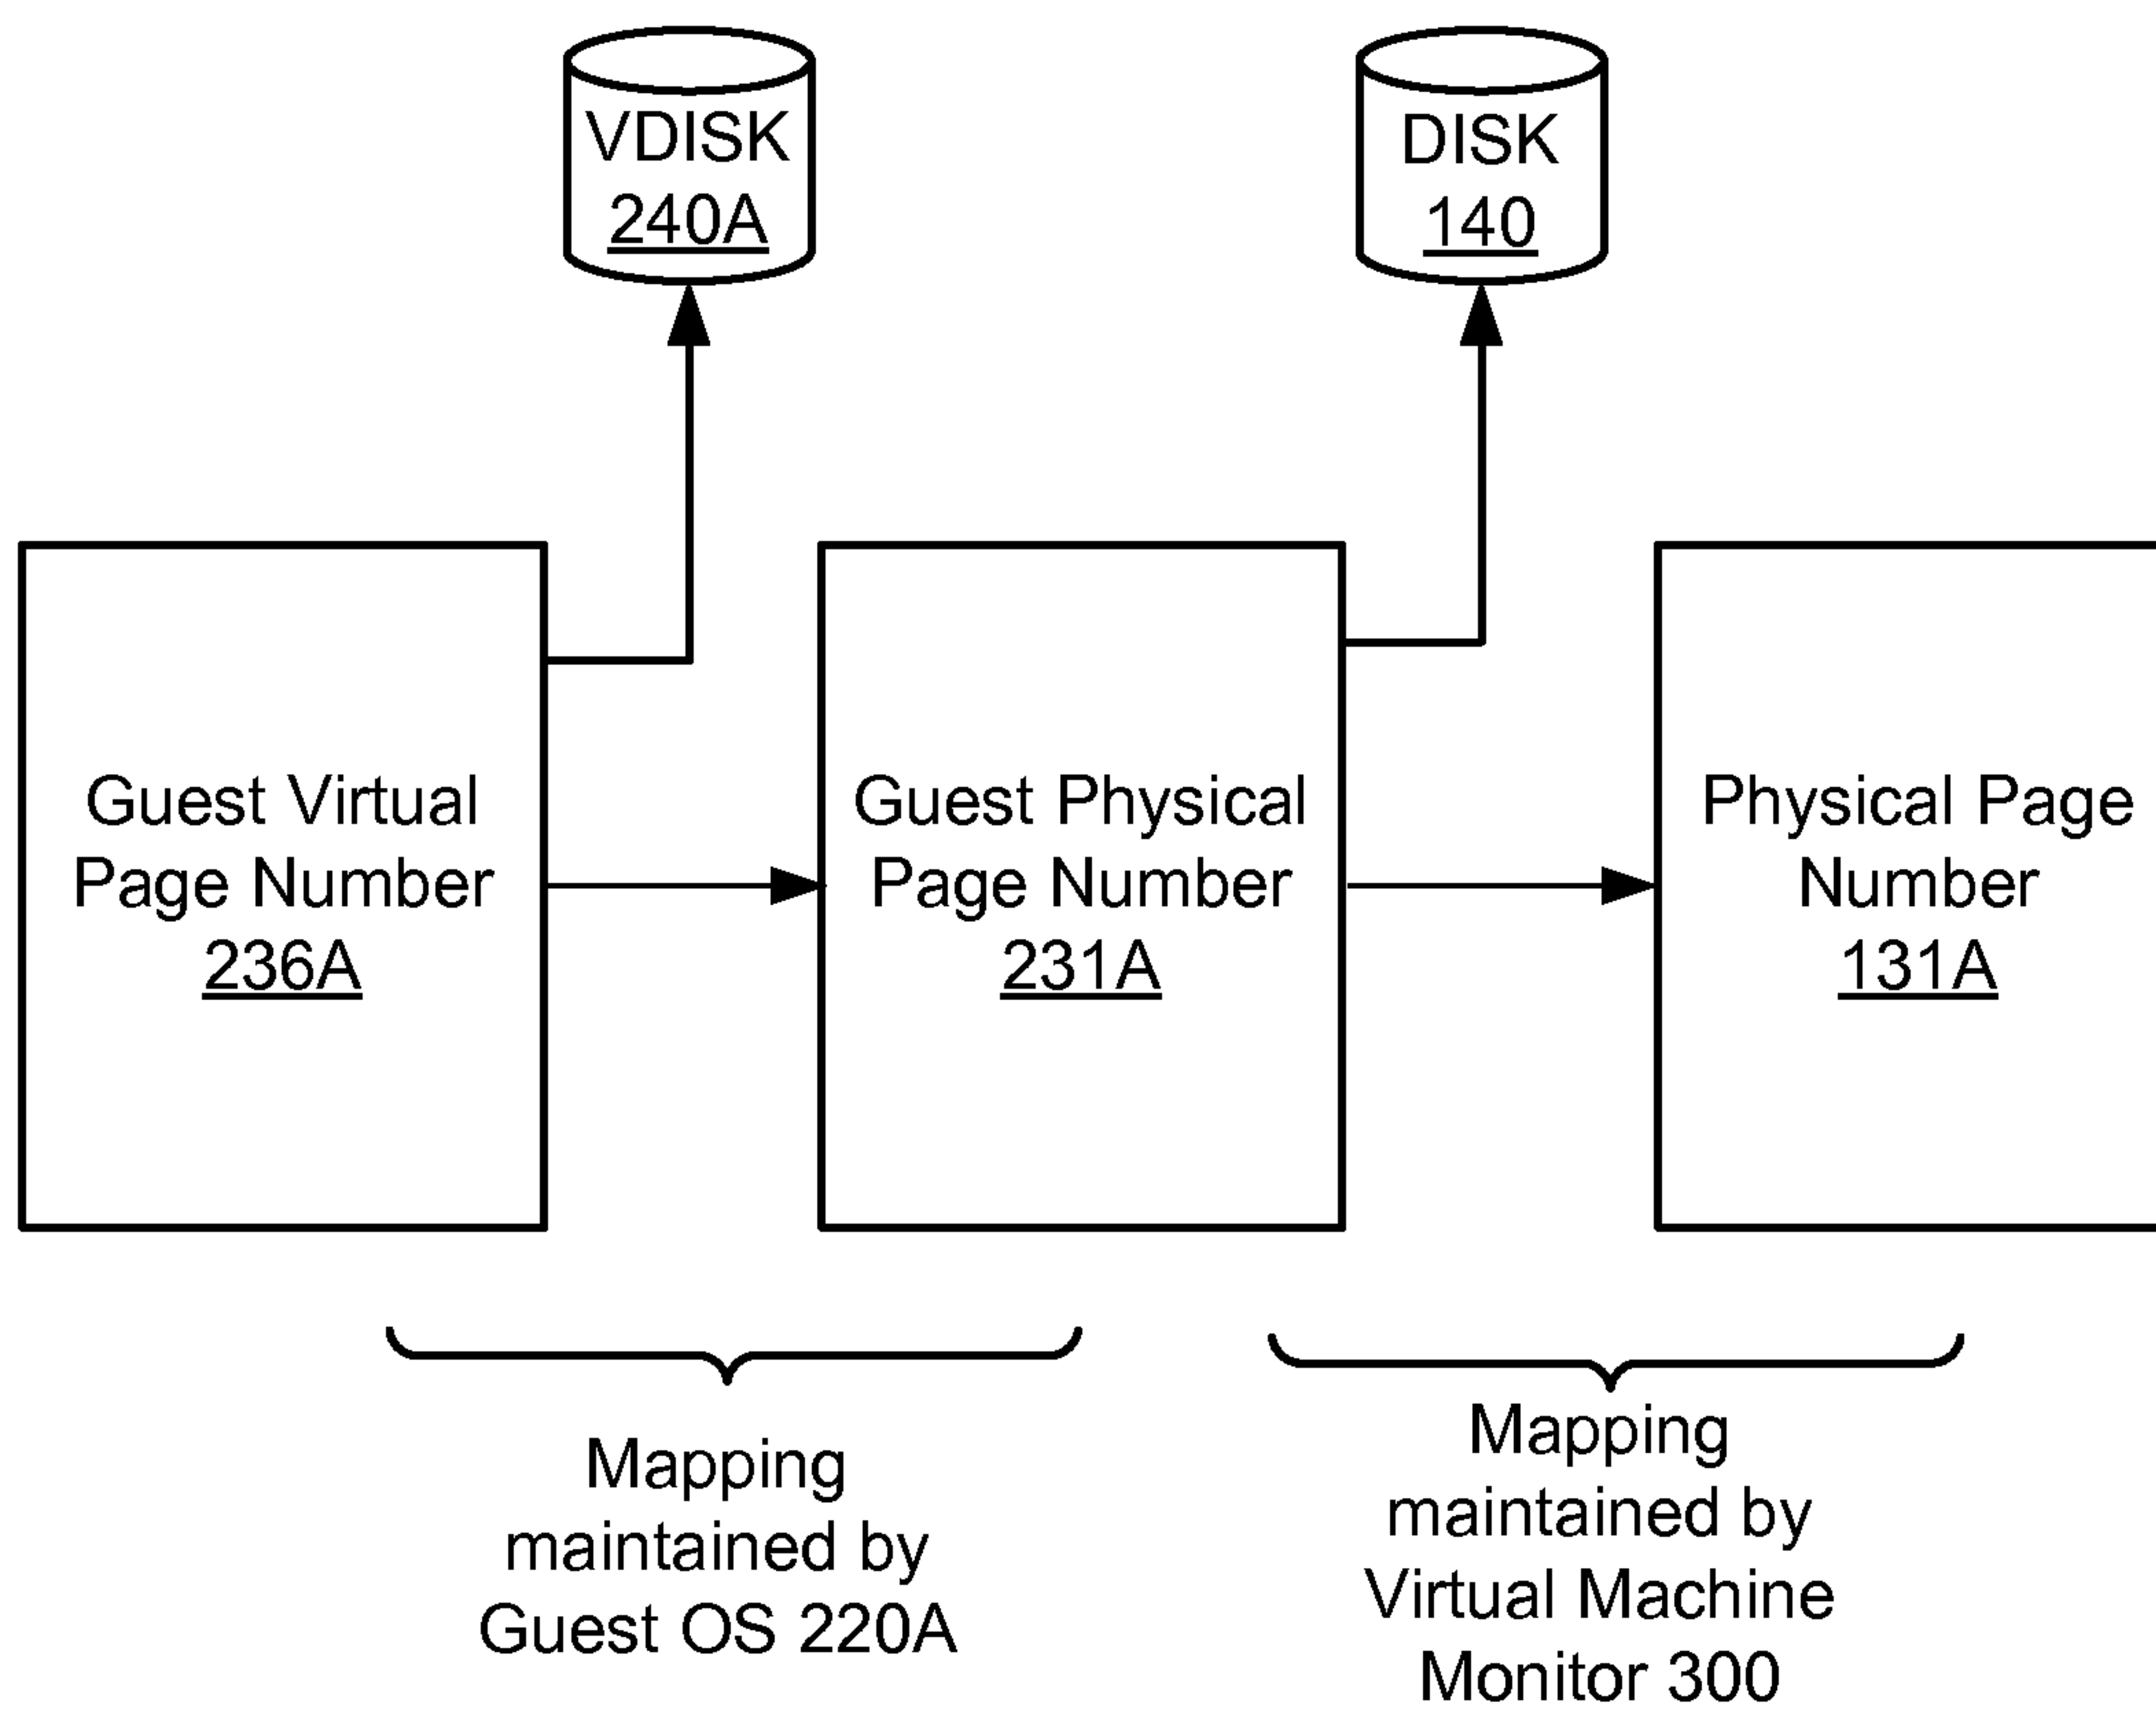 VDISK
240A
DISK
140
Guest Virtual
Page Number
236A
Guest Physical
Page Number
231A
Physical Page
Number
131A
Mapping
maintained by
Guest OS 220A
Mapping
maintained by
Virtual Machine
Monitor 300